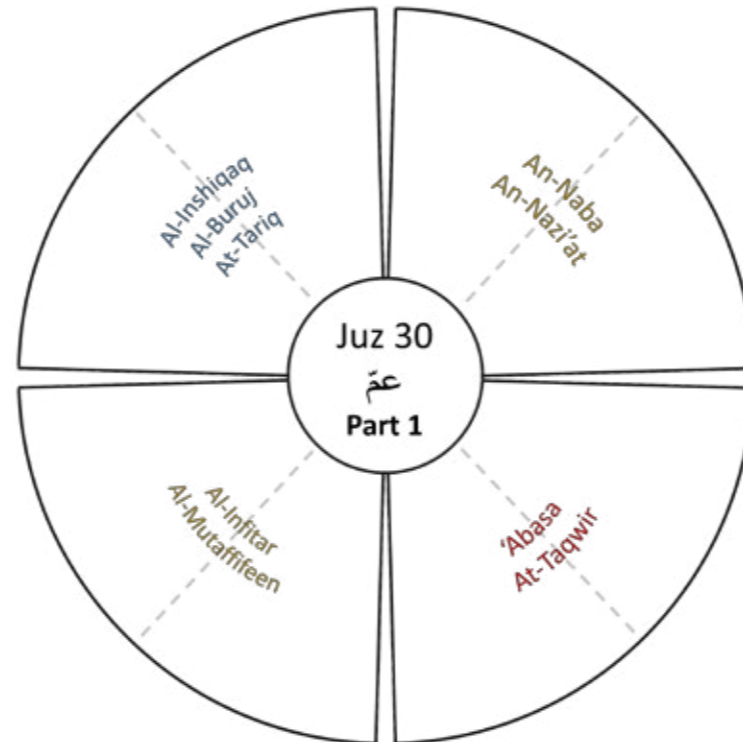 An-Naba
An-Nazi'at
'Abasa
At-Taqwir
Al-Infitar
Al-Mutaffifeen
Al-Inshiqaq
Al-Buruj
At-Tariq
Juz 30
عمّ
Part 1